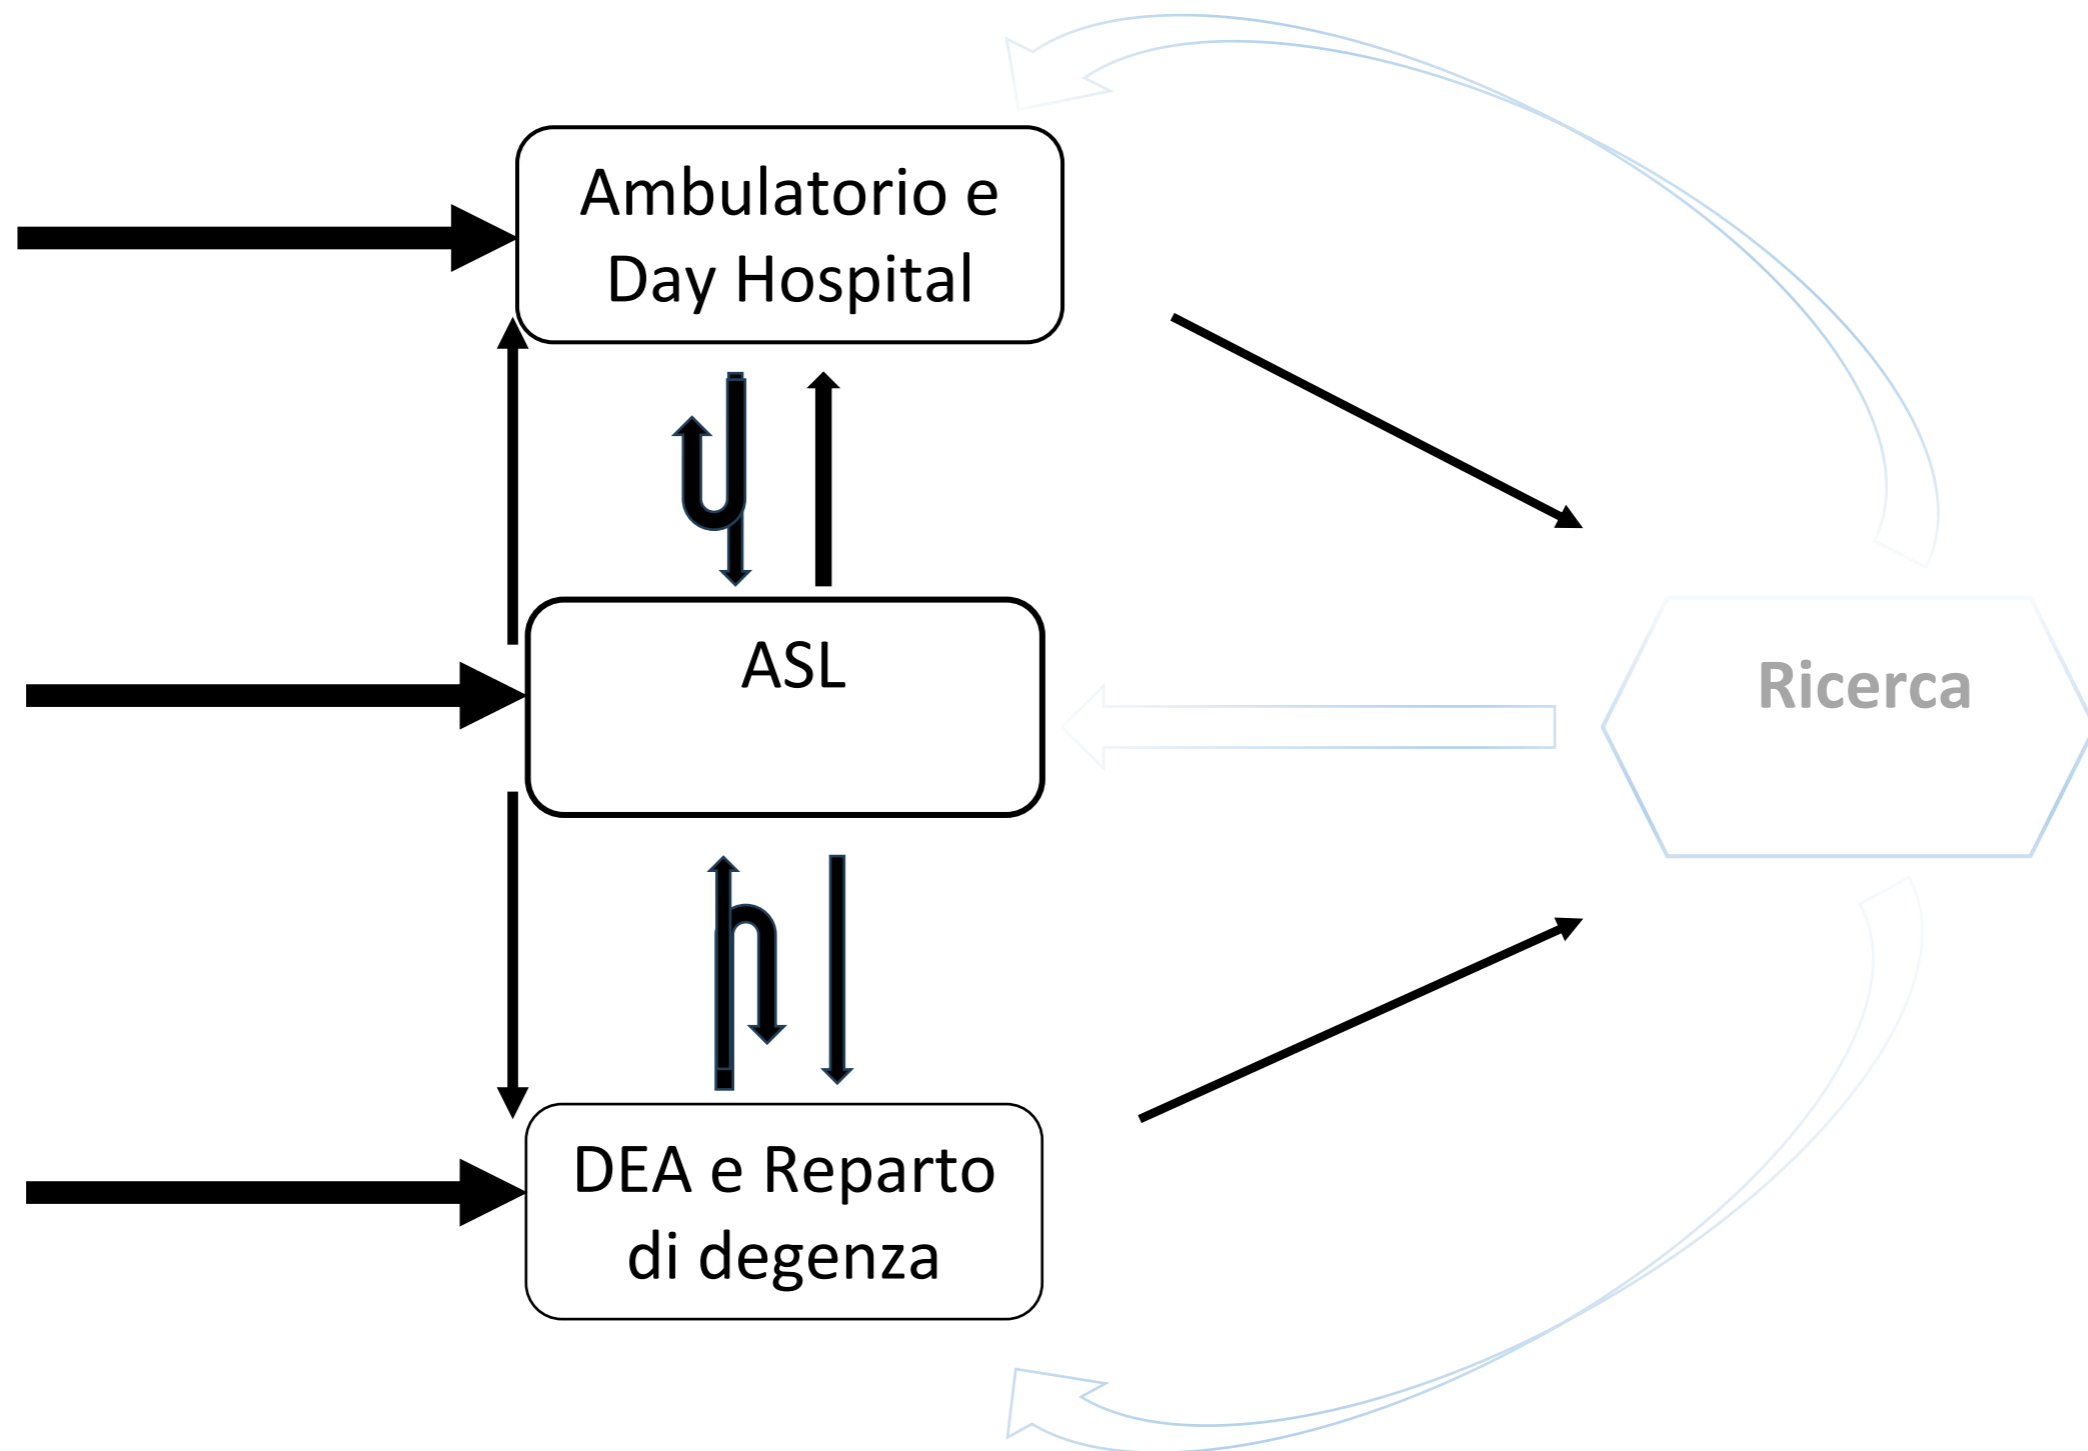 Ambulatorio e
Day Hospital
ASL
Ricerca
DEA e Reparto
di degenza